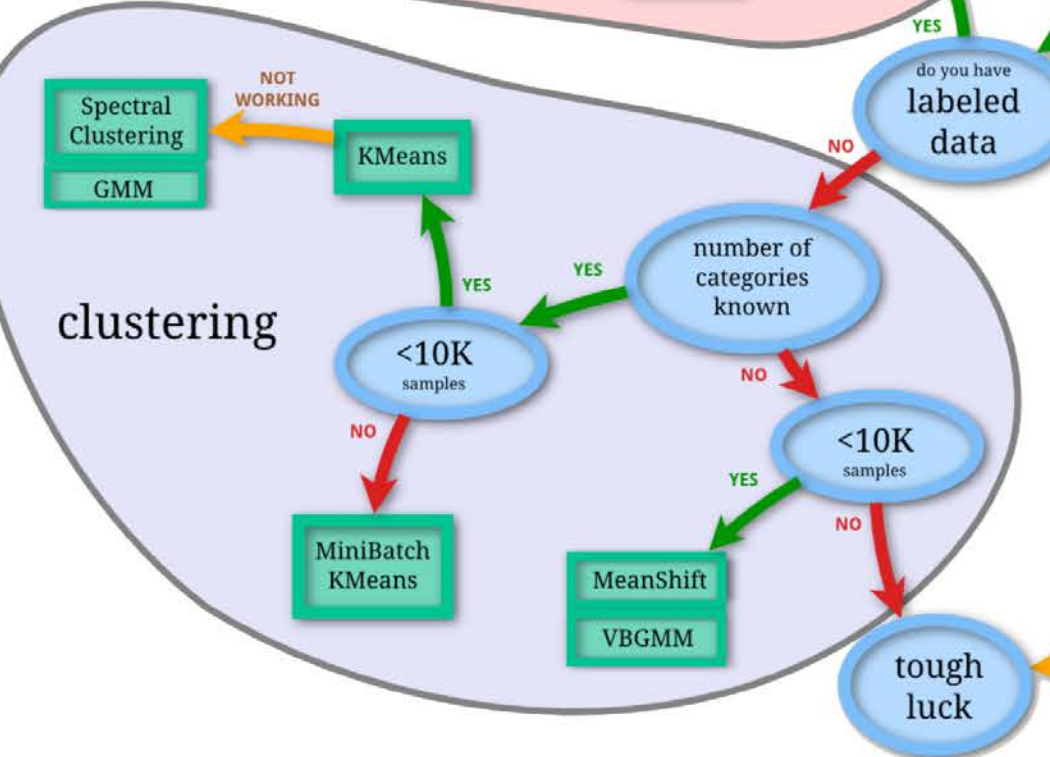 YES
do you have
labeled
data
NO
NOT
WORKING
Spectral
Clustering
GMM
KMeans
number of
categories
known
YES
YES
clustering
<10K
samples
NO
NO
<10K
samples
YES
NO
MiniBatch
KMeans
MeanShift
VBGMM
tough
luck